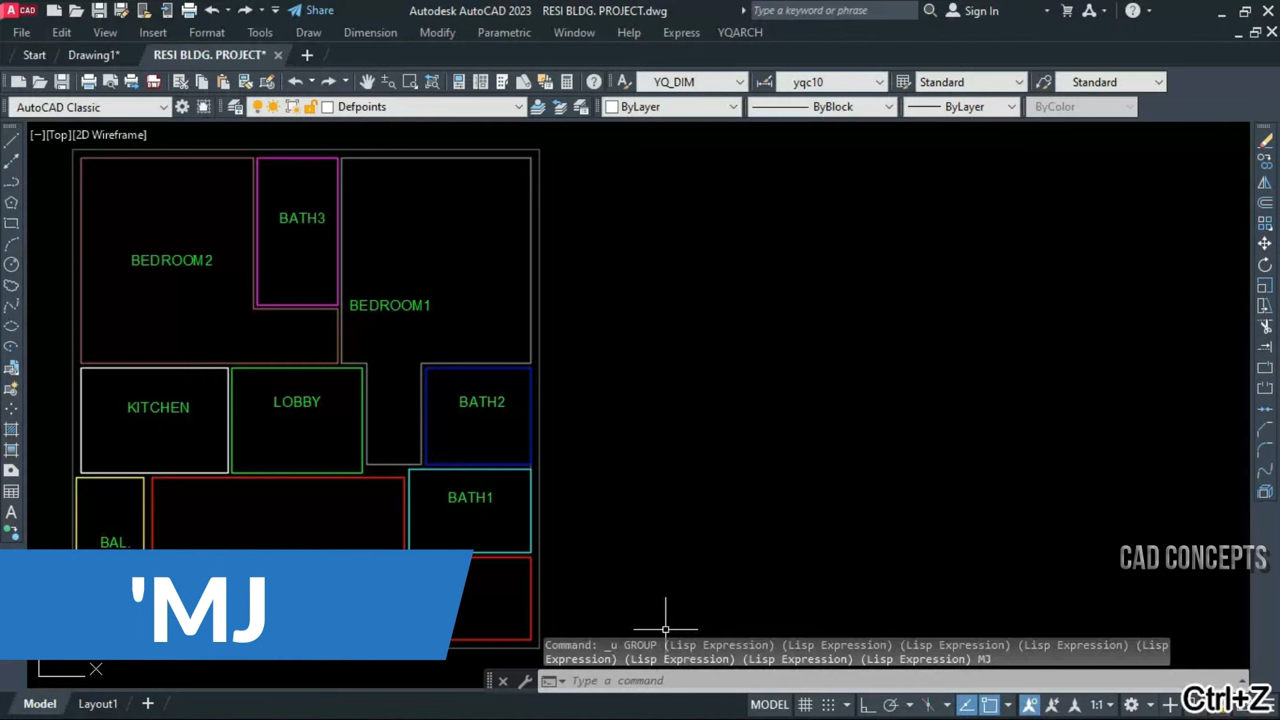 CAD Share Autodesk AutoCAD 2023 RESI BLDG. PROJECT.dwg Type a keyword or phrase Sign In
File Edit View Insert Format Tools Draw Dimension Modify Parametric Window Help Express YQARCH
Start Drawing1* RESI BLDG. PROJECT*
YQ_DIM yqc10 Standard Standard
AutoCAD Classic Defpoints ByLayer ByBlock ByLayer ByColor
[−][Top][2D Wireframe]
BATH3
BEDROOM2
BEDROOM1
KITCHEN LOBBY BATH2
BATH1
BAL.
CAD CONCEPTS
'MJ
Command: _u GROUP (Lisp Expression) (Lisp Expression) (Lisp Expression) (Lisp Expression) (Lisp
Expression) (Lisp Expression) (Lisp Expression) (Lisp Expression) MJ
Type a command
Model Layout1 MODEL 1:1
Ctrl+Z